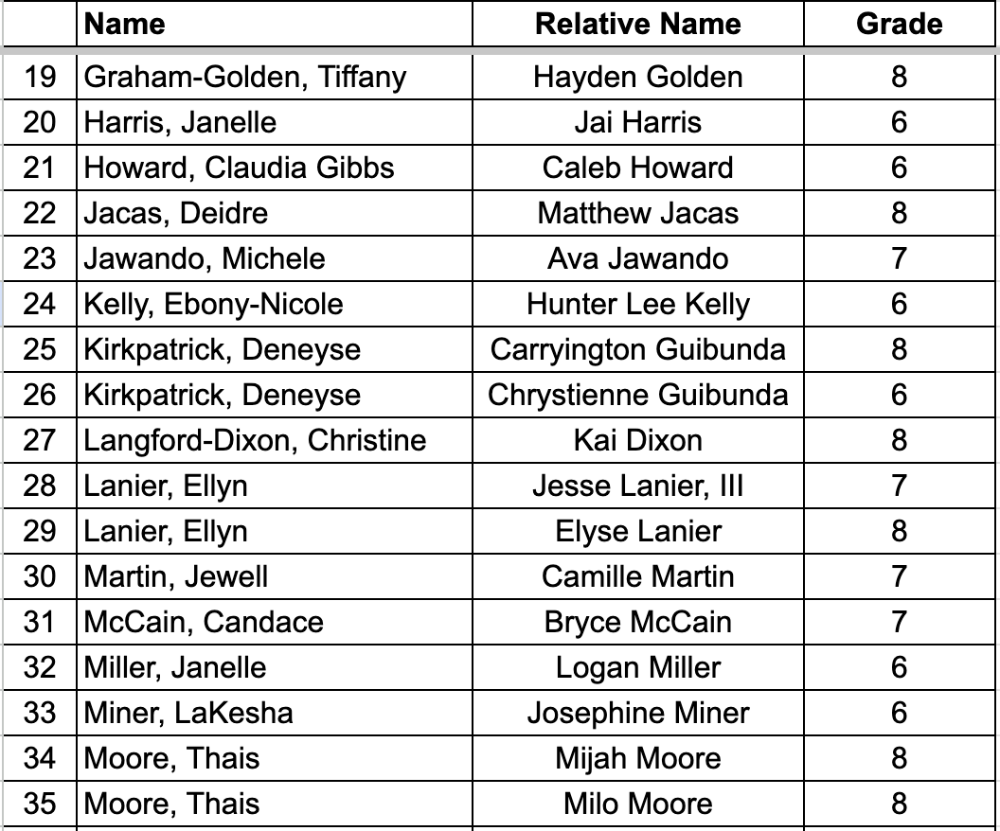 Name Relative Name Grade
19 Graham-Golden, Tiffany Hayden Golden 8
20 Harris, Janelle Jai Harris 6
21 Howard, Claudia Gibbs Caleb Howard 6
22 Jacas, Deidre Matthew Jacas 8
23 Jawando, Michele Ava Jawando 7
24 Kelly, Ebony-Nicole Hunter Lee Kelly 6
25 Kirkpatrick, Deneyse Carryington Guibunda 8
26 Kirkpatrick, Deneyse Chrystienne Guibunda 6
27 Langford-Dixon, Christine Kai Dixon 8
28 Lanier, Ellyn Jesse Lanier, III 7
29 Lanier, Ellyn Elyse Lanier 8
30 Martin, Jewell Camille Martin 7
31 McCain, Candace Bryce McCain 7
32 Miller, Janelle Logan Miller 6
33 Miner, LaKesha Josephine Miner 6
34 Moore, Thais Mijah Moore 8
35 Moore, Thais Milo Moore 8